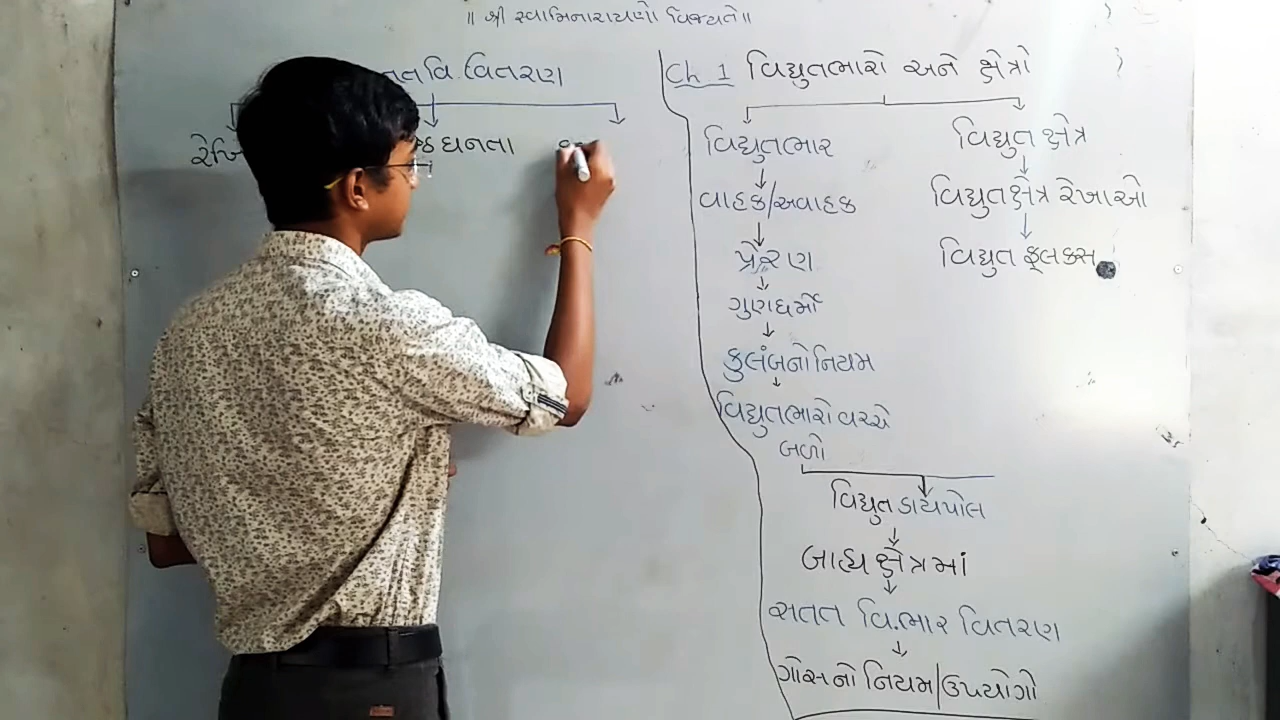 ॥ શ્રી સ્વામિનારાયણો વિજયતે॥
વિ. વિતરણ
ઘનતા
Ch 1 વિદ્યુતભારો અને ક્ષેત્રો
વિદ્યુતભાર
વાહક/અવાહક
પ્રેરણ
ગુણધર્મો
કુલંબનો નિયમ
વિદ્યુતભારો વચ્ચે
બળો
વિદ્યુત ડાયપોલ
બાહ્ય ક્ષેત્રમાં
સતત વિ.ભાર વિતરણ
ગોસનો નિયમ/ઉપયોગો
વિદ્યુત ક્ષેત્ર
વિદ્યુતક્ષેત્ર રેખાઓ
વિદ્યુત ફ્લક્સ